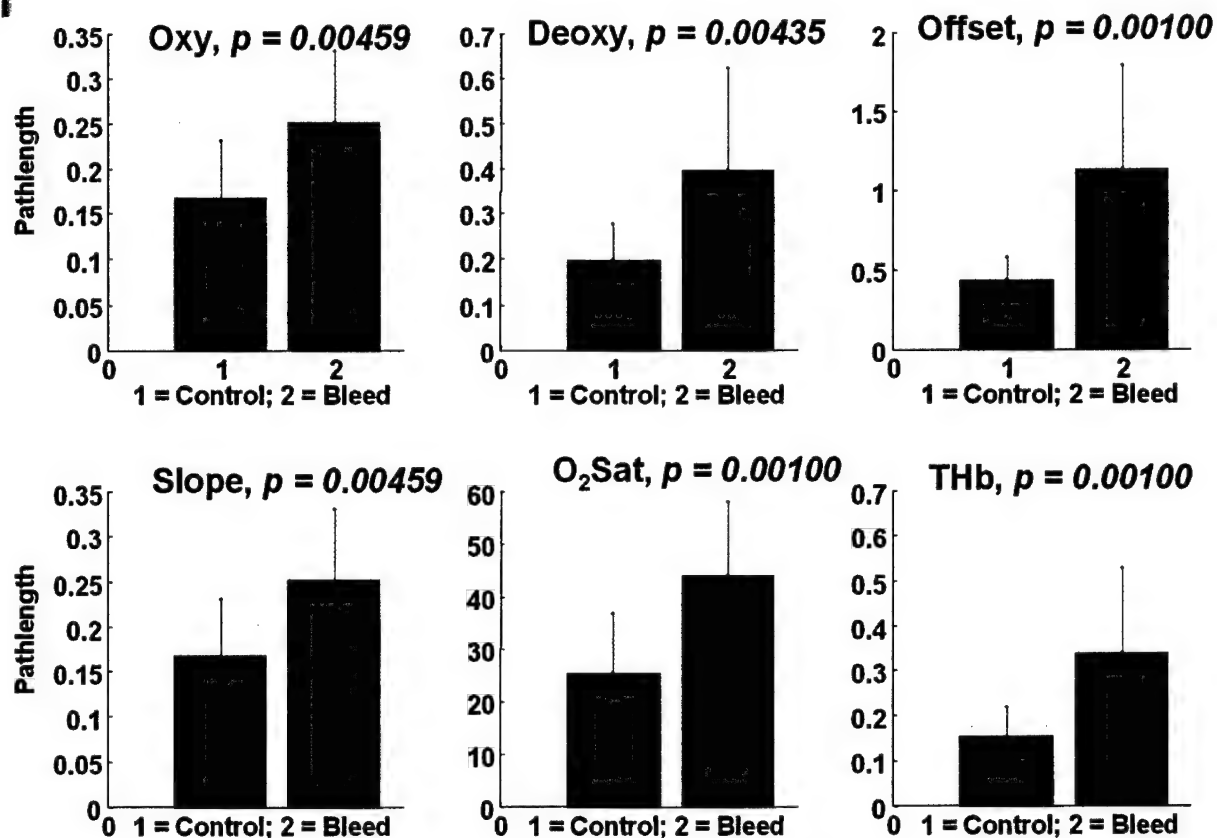 Oxy, p = 0.00459
0.35
0.3
0.25
0.2
0.15
0.1
0.05
0
Pathlength
0 1 2
1 = Control; 2 = Bleed
Deoxy, p = 0.00435
0.7
0.6
0.5
0.4
0.3
0.2
0.1
0
0 1 2
1 = Control; 2 = Bleed
Offset, p = 0.00100
2
1.5
1
0.5
0
0 1 2
1 = Control; 2 = Bleed
Slope, p = 0.00459
0.35
0.3
0.25
0.2
0.15
0.1
0.05
0
Pathlength
0 1 = Control; 2 = Bleed
O₂Sat, p = 0.00100
60
50
40
30
20
10
0
0 1 = Control; 2 = Bleed
THb, p = 0.00100
0.7
0.6
0.5
0.4
0.3
0.2
0.1
0
0 1 = Control; 2 = Bleed